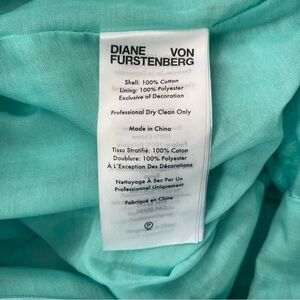 DIANE VON
FURSTENBERG
Shell: 100% Cotton
Lining: 100% Polyester
Exclusive of Decoration
Professional Dry Clean Only
Made in China
Tissu Stratifié: 100% Coton
Doublure: 100% Polyester
À L'Exception Des Décorations
Nettoyage À Sec Par Un
Professionnel Uniquement
Fabriqué en Chine
P